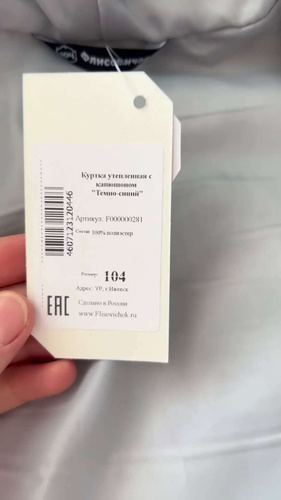 Флисовичок
Куртка утепленная с
капюшоном
"Темно-синий"
Артикул: F000000281
Состав: 100% полиэстер
Размер: 104
Адрес: УР, г.Ижевск
Сделано в России
www.Flisovichok.ru
4607123120446
EAC